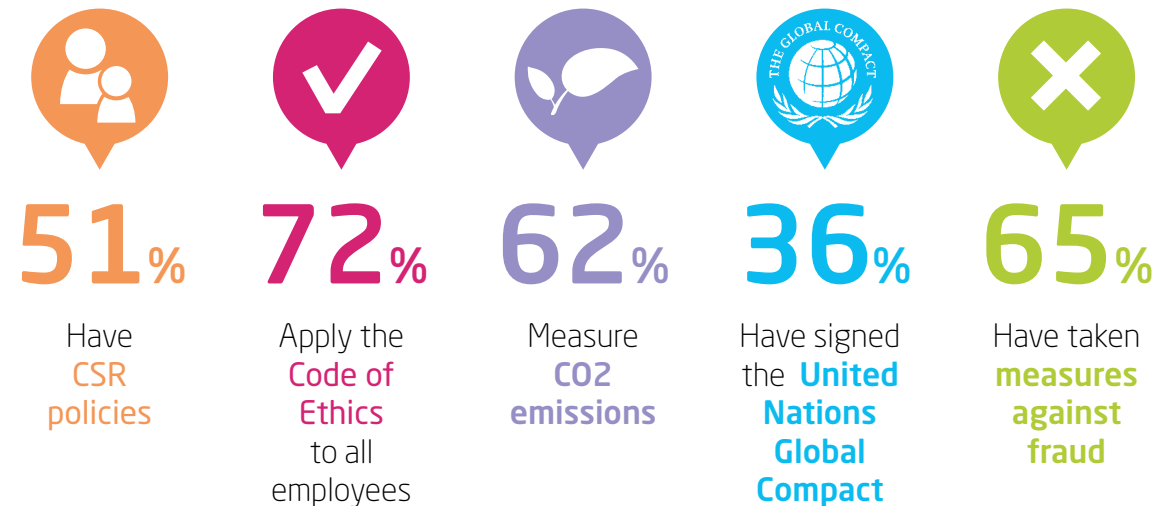 THE GLOBAL COMPACT
51%
Have
CSR
policies
72%
Apply the
Code of
Ethics
to all
employees
62%
Measure
CO2
emissions
36%
Have signed
the United
Nations
Global
Compact
65%
Have taken
measures
against
fraud